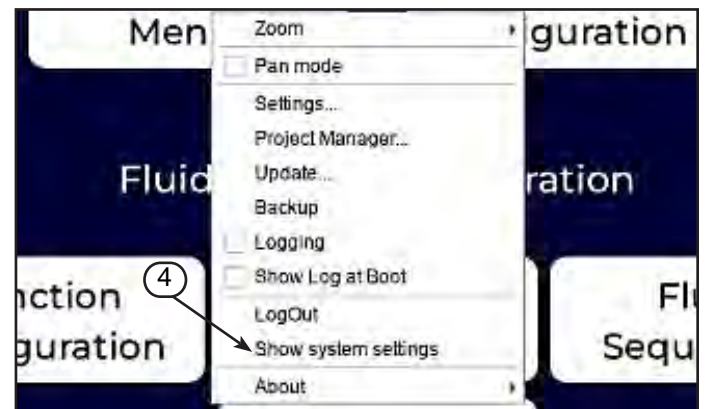 Men
guration
Zoom
Pan mode
Settings...
Project Manager...
Update...
Backup
Logging
Show Log at Boot
LogOut
Show system settings
About
Fluid
ration
nction
guration
4
Flu
Sequ